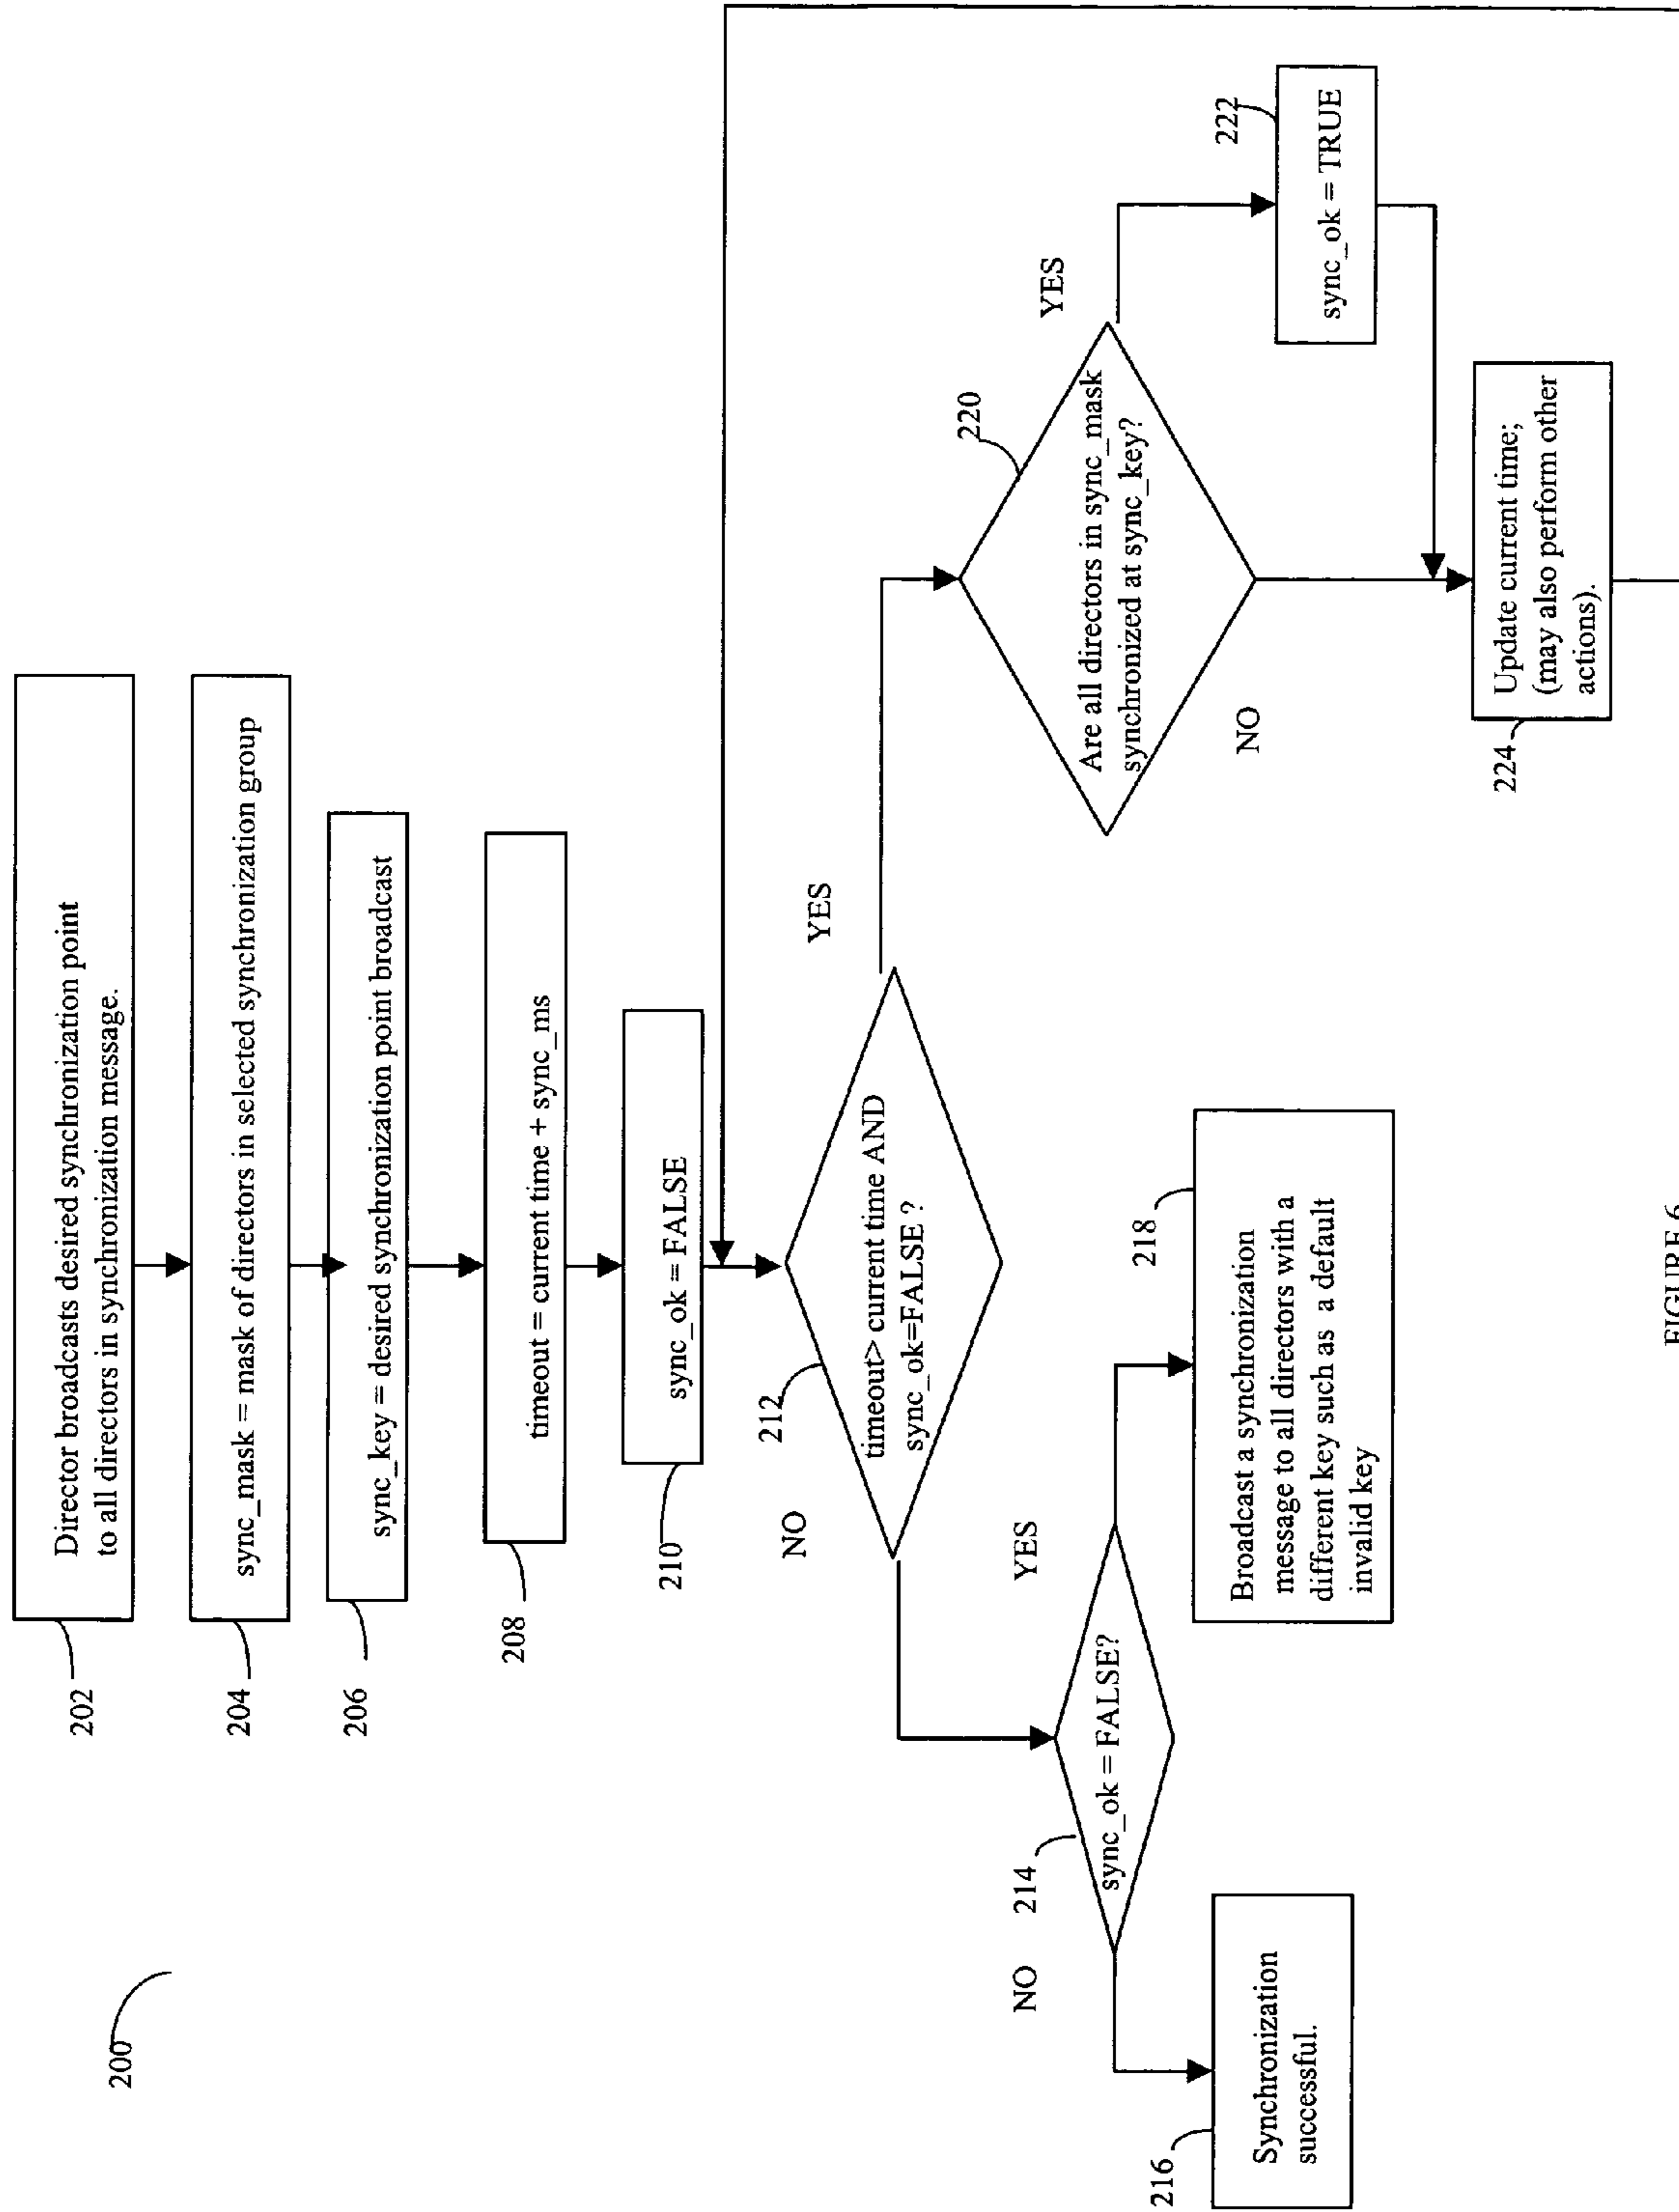 200
202
Director broadcasts desired synchronization point
to all directors in synchronization message.
204
sync_mask = mask of directors in selected synchronization group
206
sync_key = desired synchronization point broadcast
208
timeout = current time + sync_ms
210
sync_ok = FALSE
212
timeout> current time AND
sync_ok=FALSE ?
NO
YES
214
sync_ok = FALSE?
NO
YES
216
Synchronization
successful.
218
Broadcast a synchronization
message to all directors with a
different key such as a default
invalid key
220
Are all directors in sync_mask
synchronized at sync_key?
YES
NO
222
sync_ok = TRUE
224
Update current time;
(may also perform other
actions).
FIGURE 6